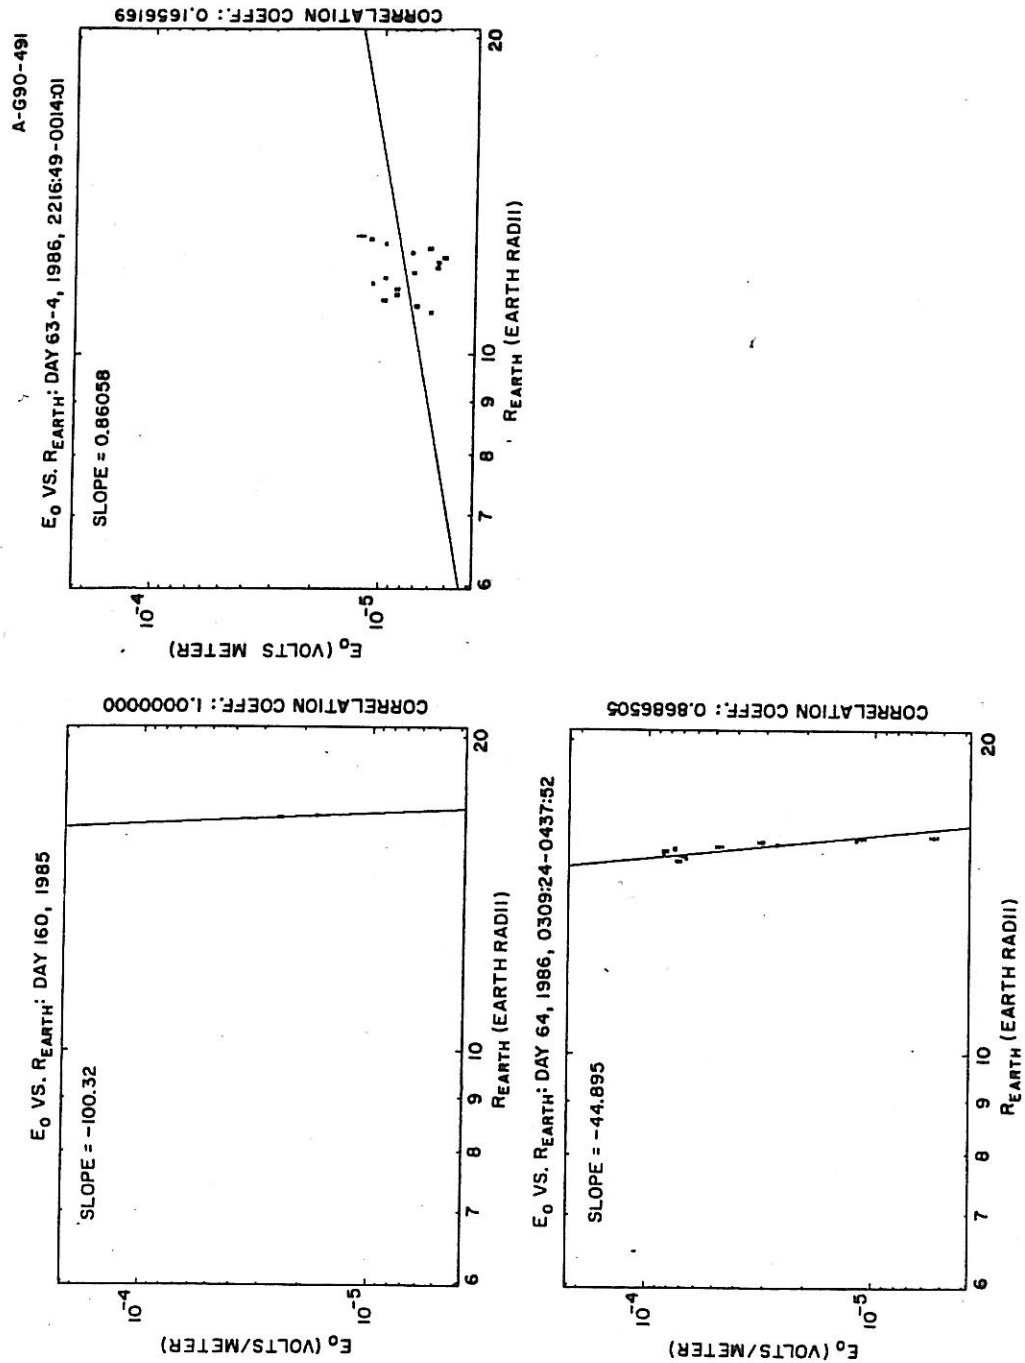 A-G90-491
E0 VS. REARTH: DAY 160, 1985
SLOPE = -100.32
E0 (VOLTS/METER)
10-4
10-5
6
7
8
9
10
20
REARTH (EARTH RADII)
CORRELATION COEFF.: 1.0000000
E0 VS. REARTH: DAY 63-4, 1986, 2216:49-0014:01
SLOPE = 0.86058
E0 (VOLTS METER)
10-4
10-5
6
7
8
9
10
20
REARTH (EARTH RADII)
CORRELATION COEFF.: 0.1656169
E0 VS. REARTH: DAY 64, 1986, 0309:24-0437:52
SLOPE = -44.895
E0 (VOLTS/METER)
10-4
10-5
6
7
8
9
10
20
REARTH (EARTH RADII)
CORRELATION COEFF.: 0.8686505